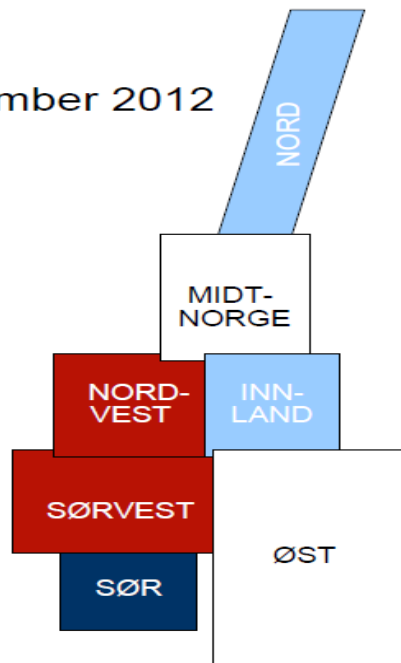 mber 2012
NORD
MIDT-
NORGE
NORD-
VEST
INN-
LAND
SØRVEST
ØST
SØR